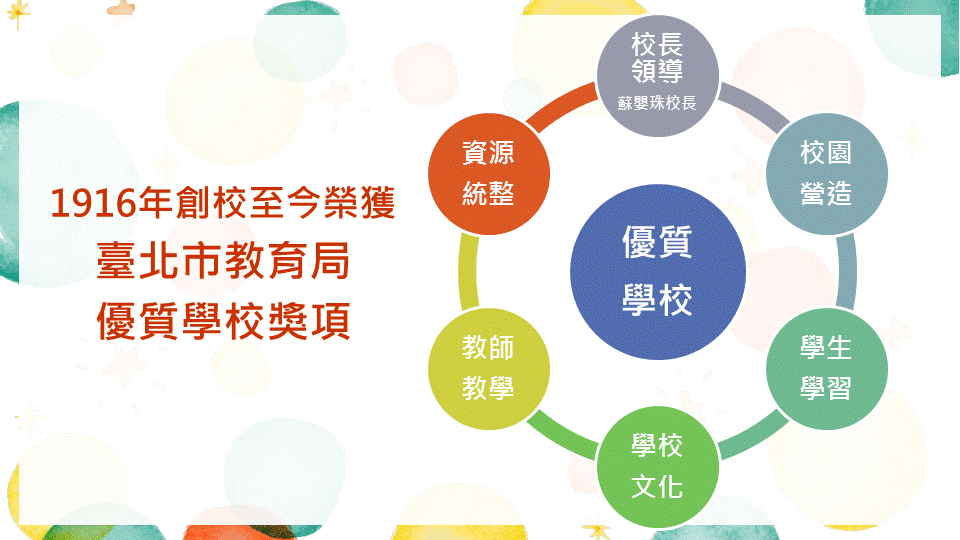 1916年創校至今榮獲
臺北市教育局
優質學校獎項
優質
學校
校長
領導
蘇嬰珠校長
校園
營造
學生
學習
學校
文化
教師
教學
資源
統整